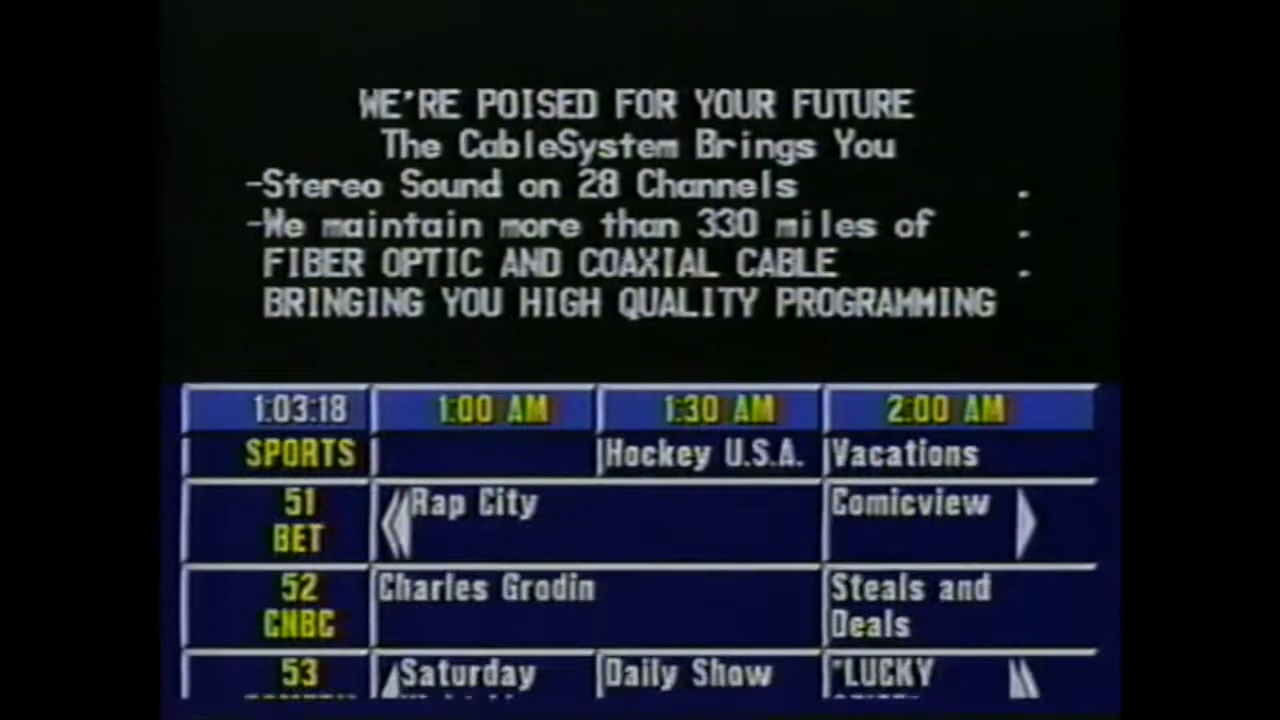 WE'RE POISED FOR YOUR FUTURE
The CableSystem Brings You
-Stereo Sound on 28 Channels .
-We maintain more than 330 miles of .
FIBER OPTIC AND COAXIAL CABLE .
BRINGING YOU HIGH QUALITY PROGRAMMING
1:03:18 1:00 AM 1:30 AM 2:00 AM
SPORTS Hockey U.S.A. Vacations
51 Rap City Comicview
BET
52 Charles Grodin Steals and
CNBC Deals
53 Saturday Daily Show "LUCKY